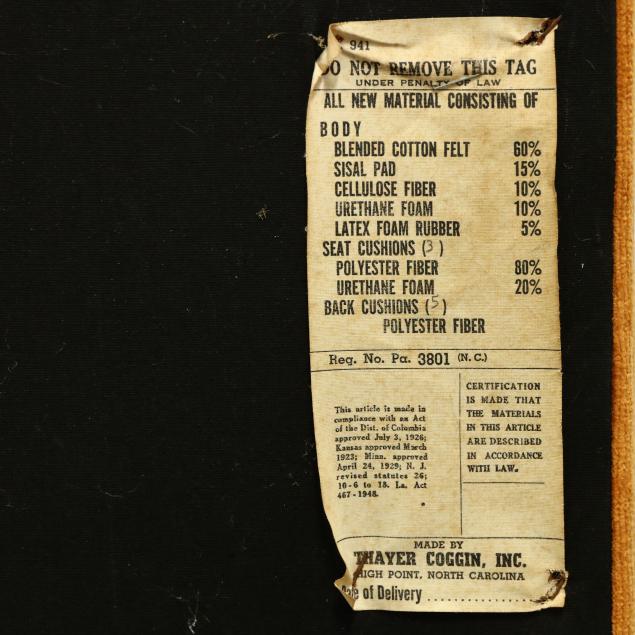 941
DO NOT REMOVE THIS TAG
UNDER PENALTY OF LAW
ALL NEW MATERIAL CONSISTING OF
BODY
BLENDED COTTON FELT 60%
SISAL PAD 15%
CELLULOSE FIBER 10%
URETHANE FOAM 10%
LATEX FOAM RUBBER 5%
SEAT CUSHIONS (3)
POLYESTER FIBER 80%
URETHANE FOAM 20%
BACK CUSHIONS (5)
POLYESTER FIBER
Reg. No. Pa. 3801 (N.C.)
This article is made in
compliance with an Act
of the Dist. of Columbia
approved July 3, 1926;
Kansas approved March
1923; Minn. approved
April 24, 1929; N. J.
revised statutes 26;
10-6 to 18. La. Act
467-1948.
CERTIFICATION
IS MADE THAT
THE MATERIALS
IN THIS ARTICLE
ARE DESCRIBED
IN ACCORDANCE
WITH LAW.
MADE BY
THAYER COGGIN, INC.
HIGH POINT, NORTH CAROLINA
Date of Delivery ....................